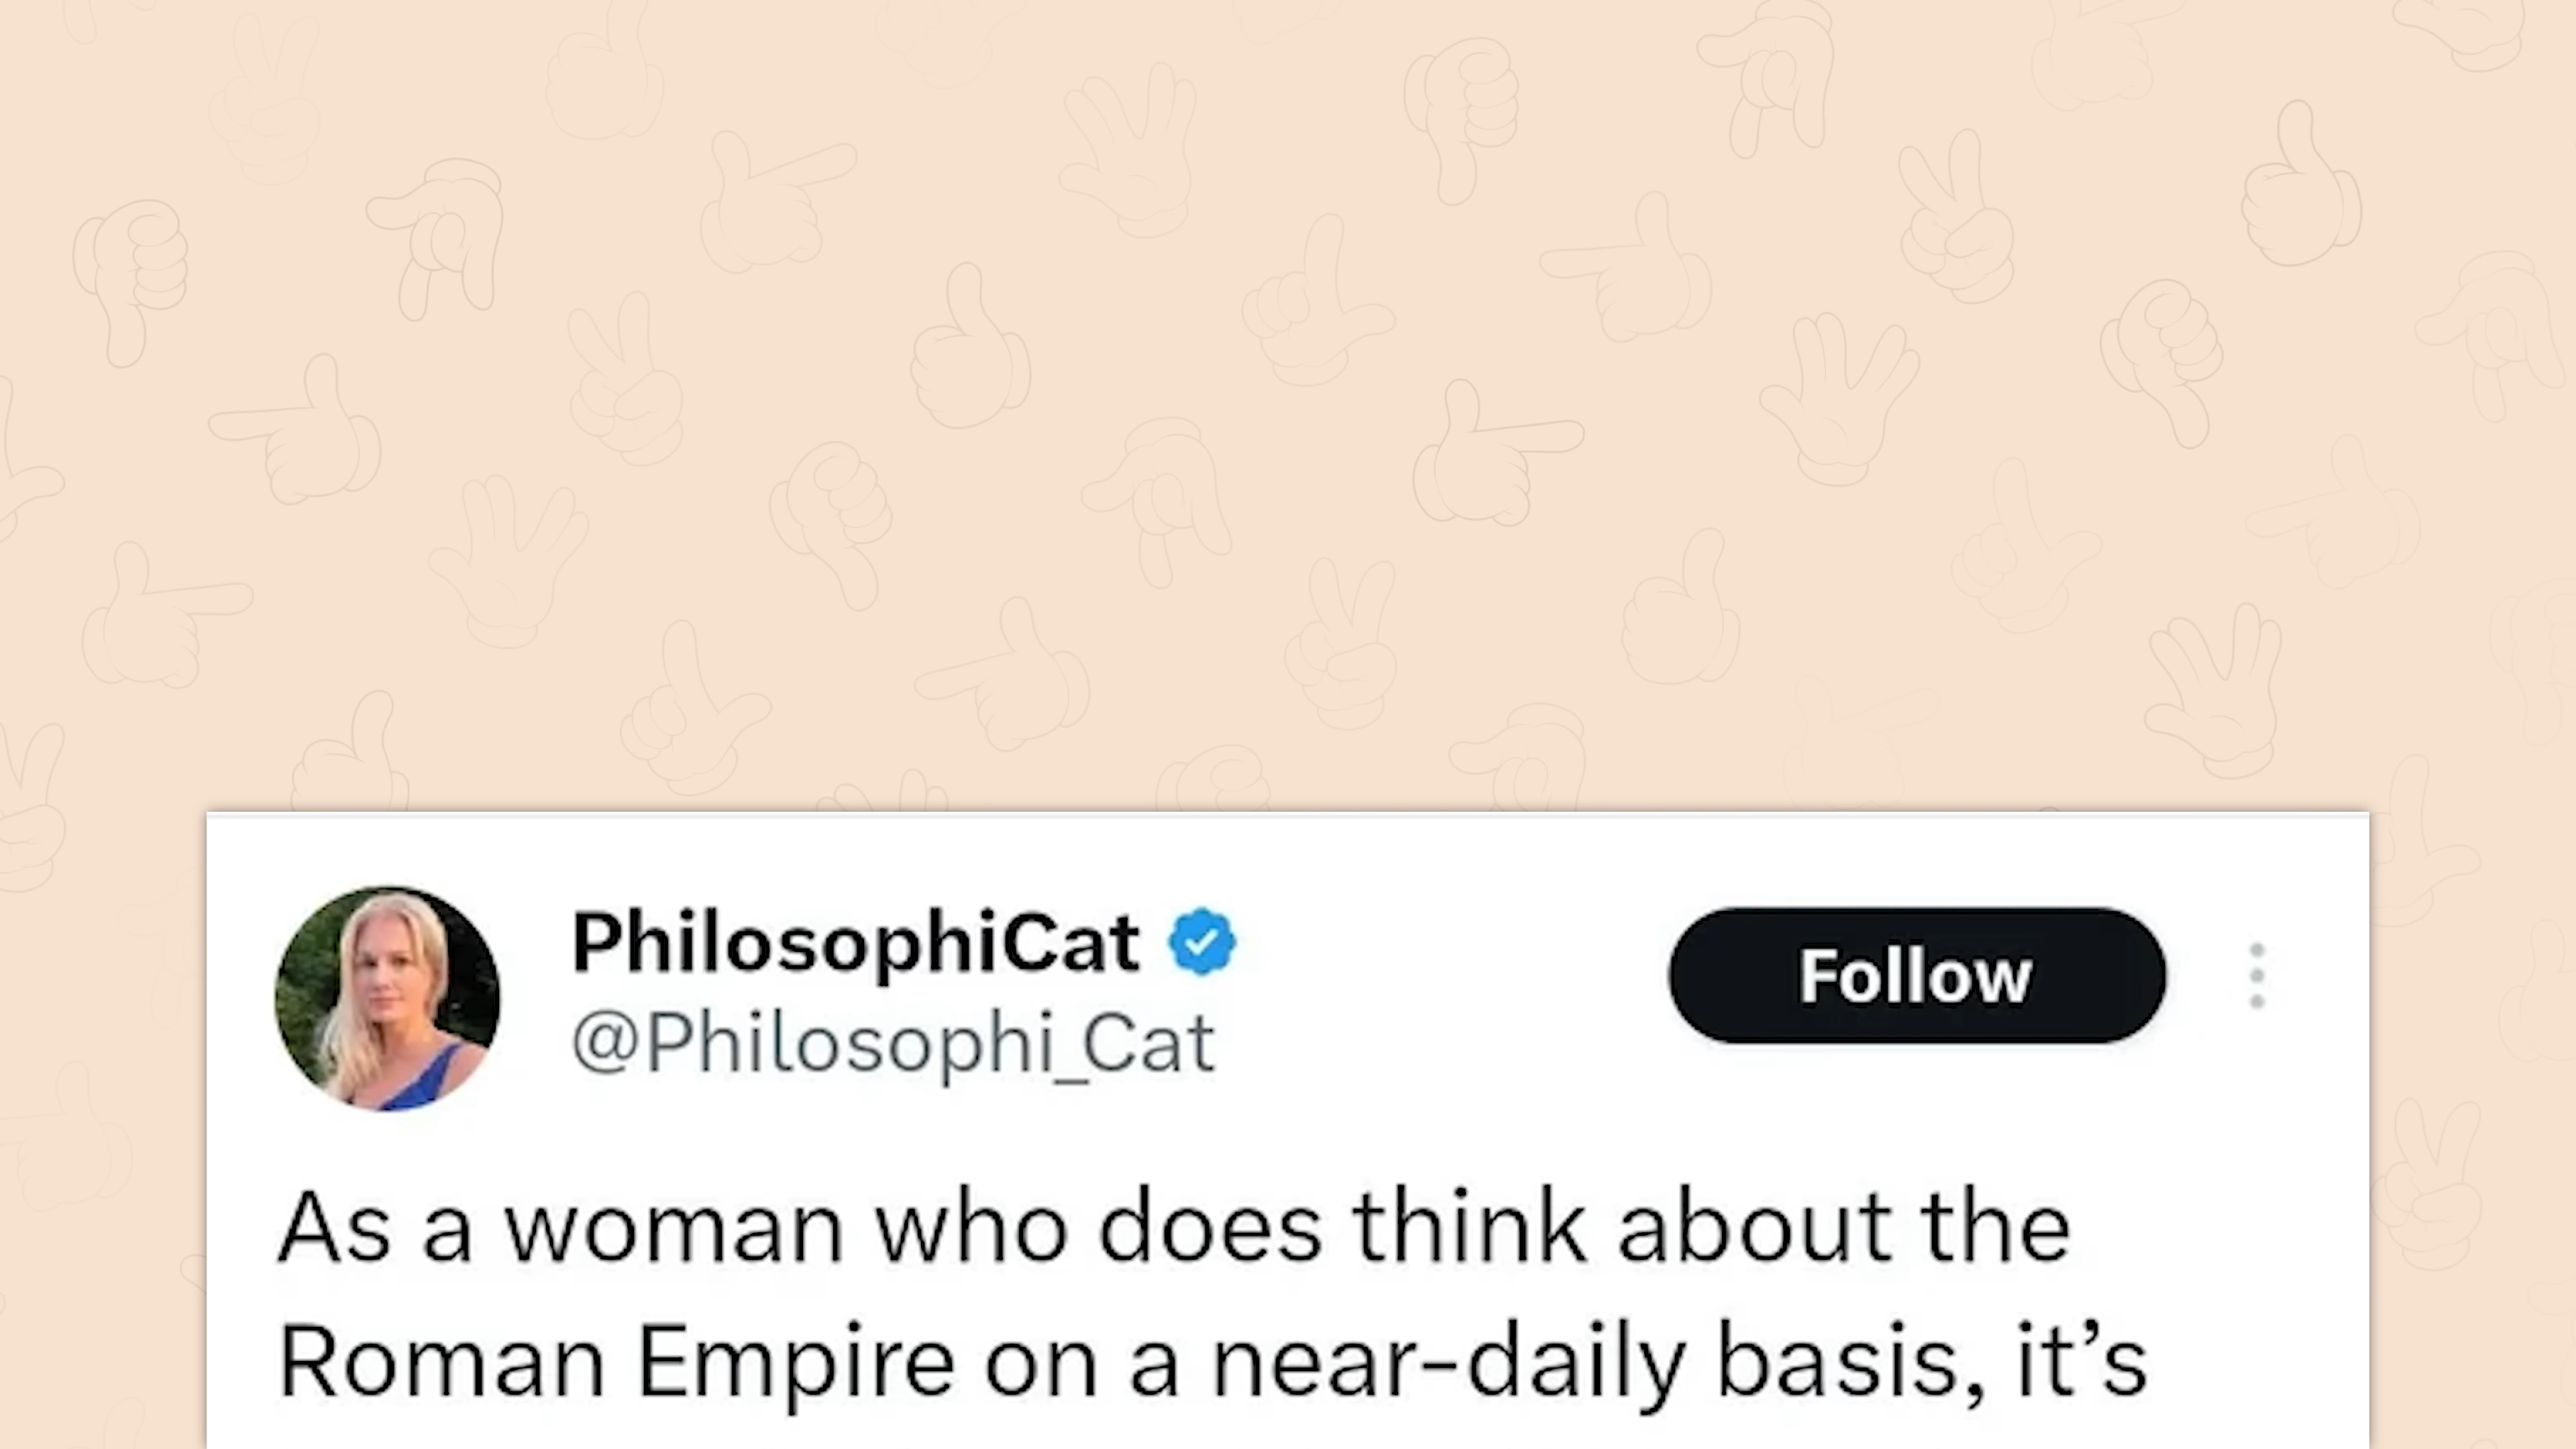 PhilosophiCat
@Philosophi_Cat
Follow
As a woman who does think about the
Roman Empire on a near-daily basis, it’s